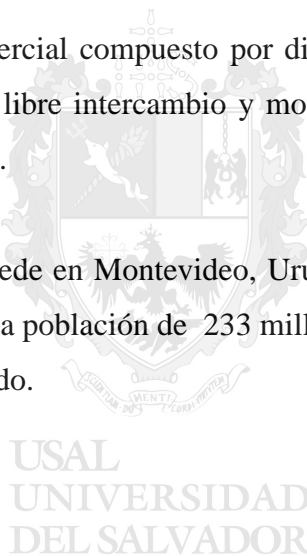 ercial compuesto por di
libre intercambio y mo
.
ede en Montevideo, Uru
a población de 233 mill
do.
USAL
UNIVERSIDAD
DEL SALVADOR